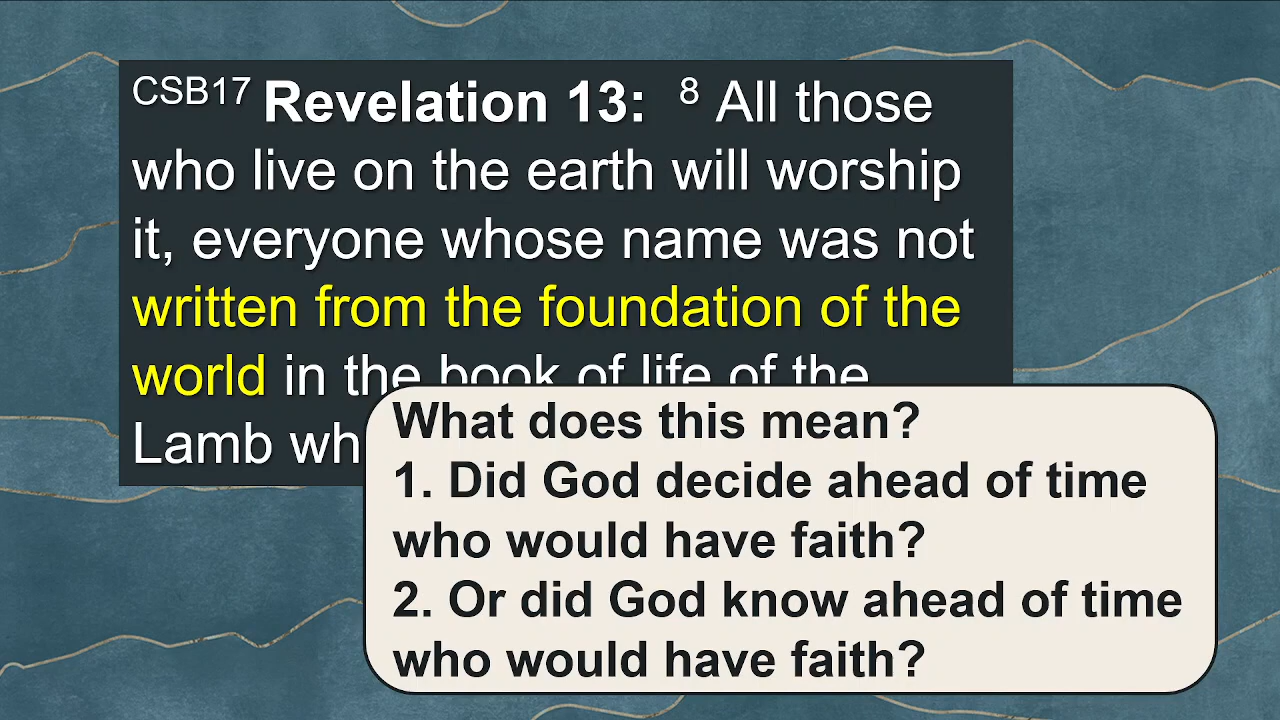 CSB17 Revelation 13: 8 All those
who live on the earth will worship
it, everyone whose name was not
written from the foundation of the
world in the book of life of the
Lamb
What does this mean?
1. Did God decide ahead of time
who would have faith?
2. Or did God know ahead of time
who would have faith?